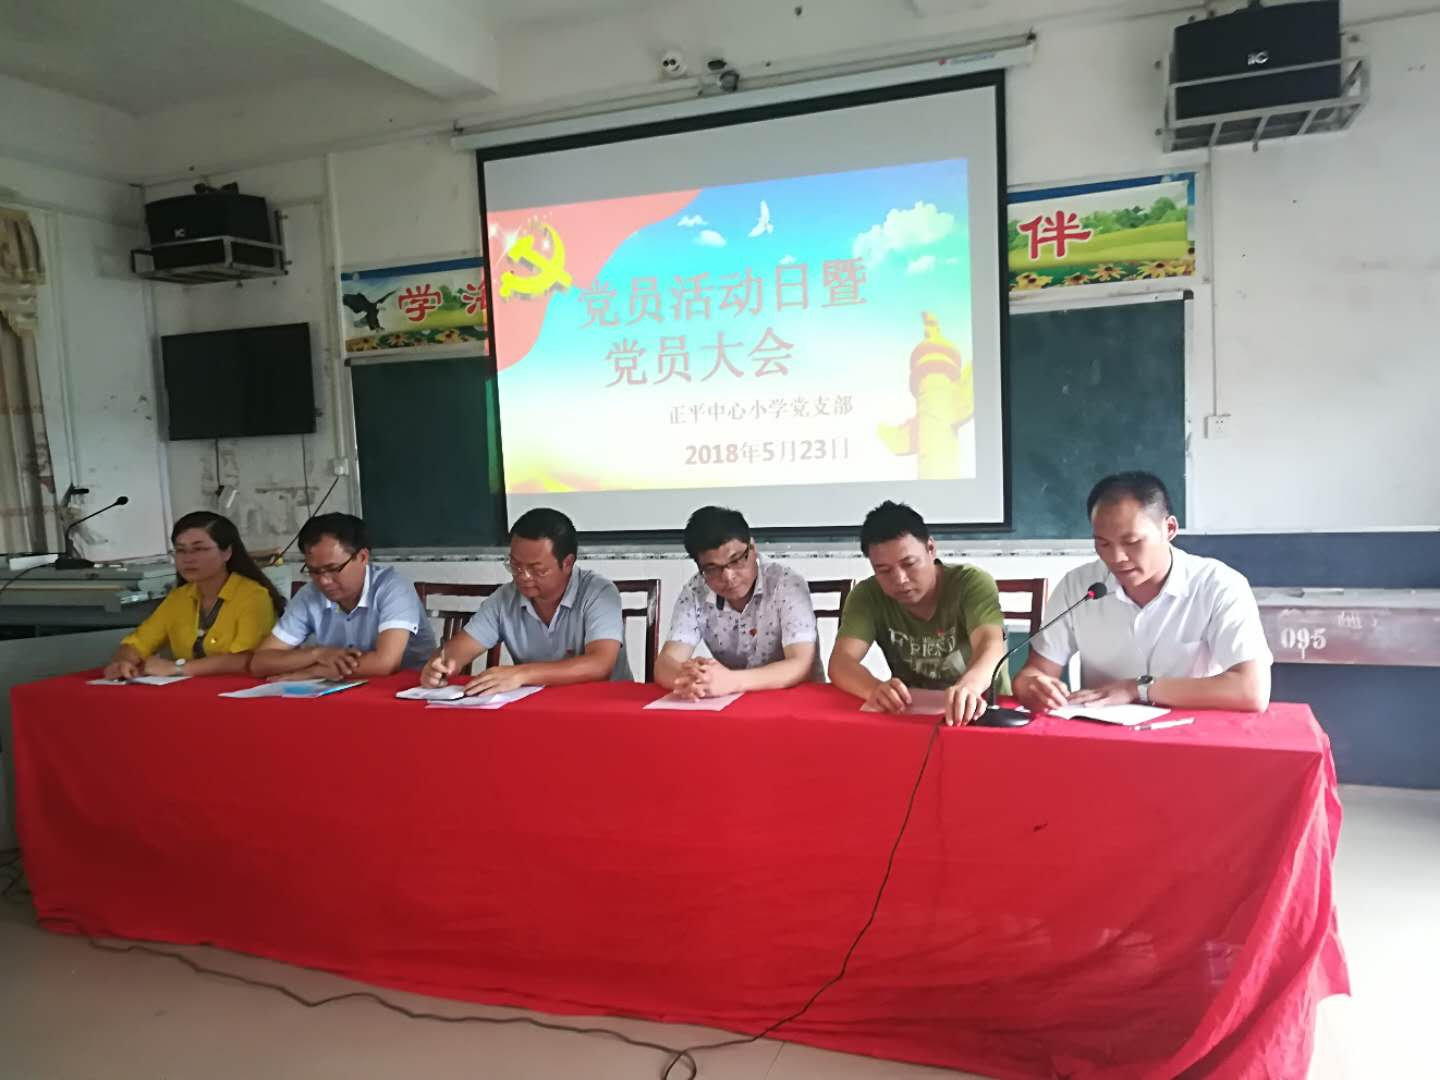 党员活动日暨
党员大会
正平中心小学党支部
2018年5月23日
学
伴
095